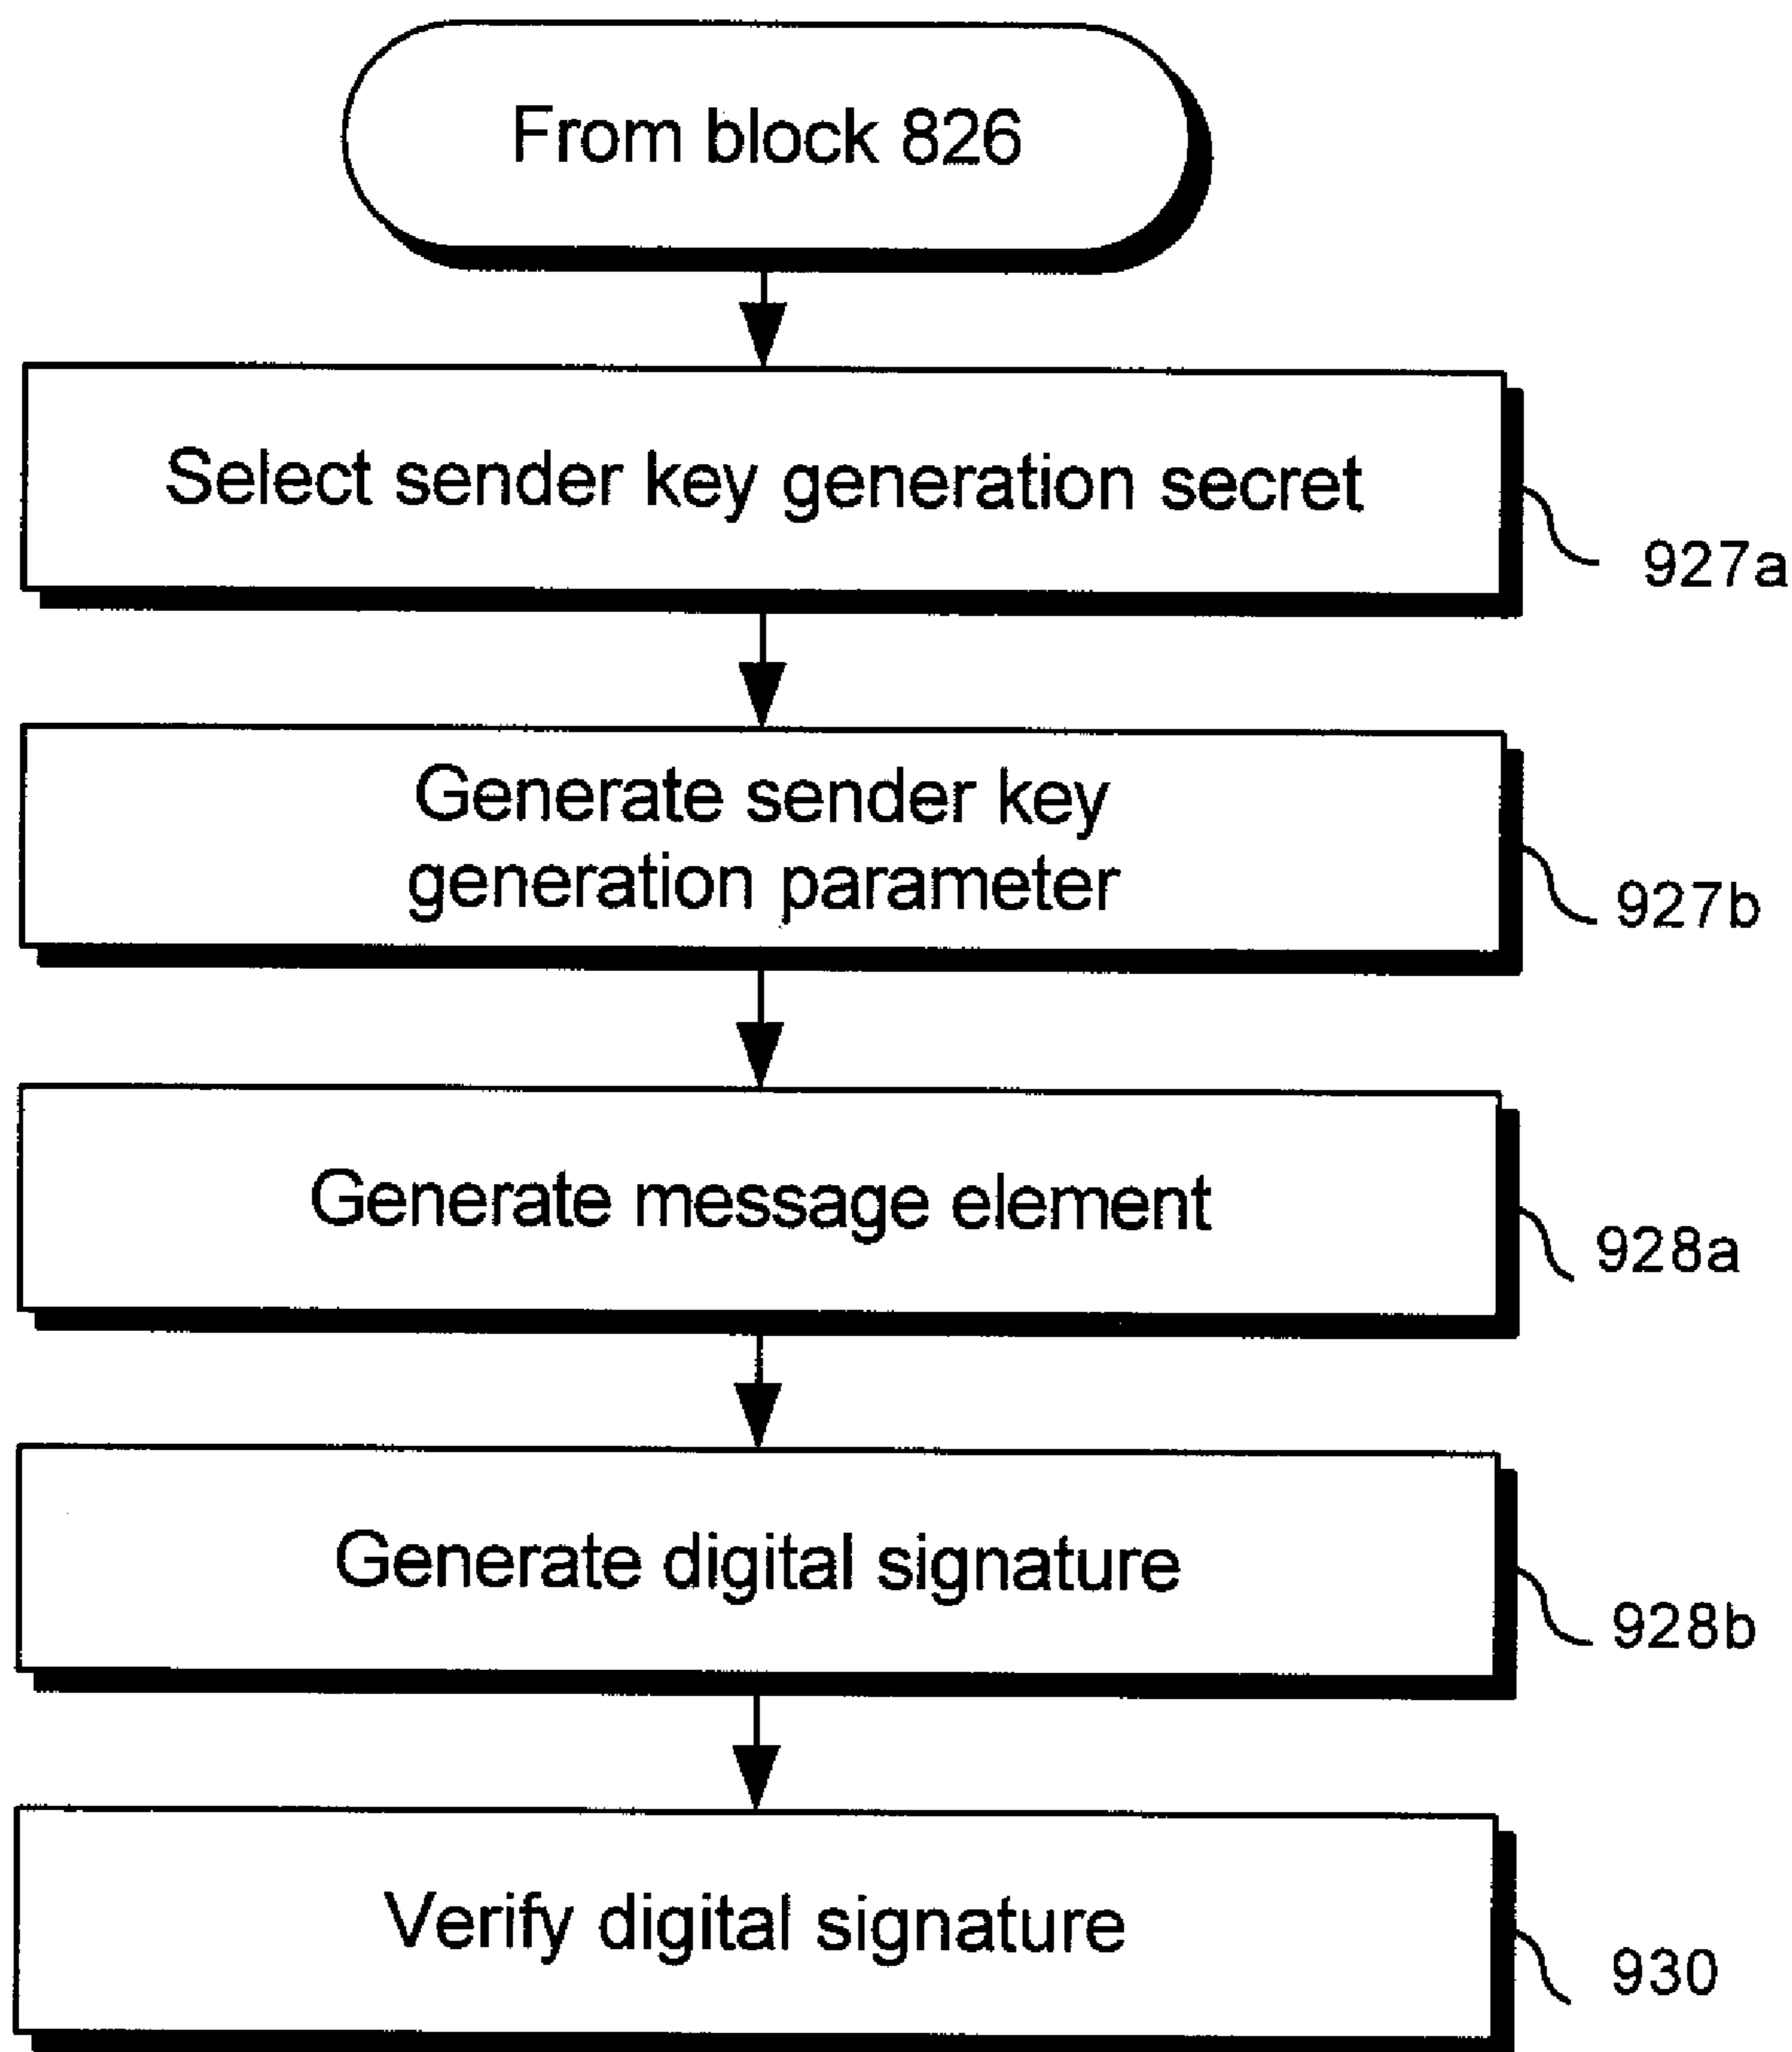 From block 826
Select sender key generation secret
927a
Generate sender key
generation parameter
927b
Generate message element
928a
Generate digital signature
928b
Verify digital signature
930